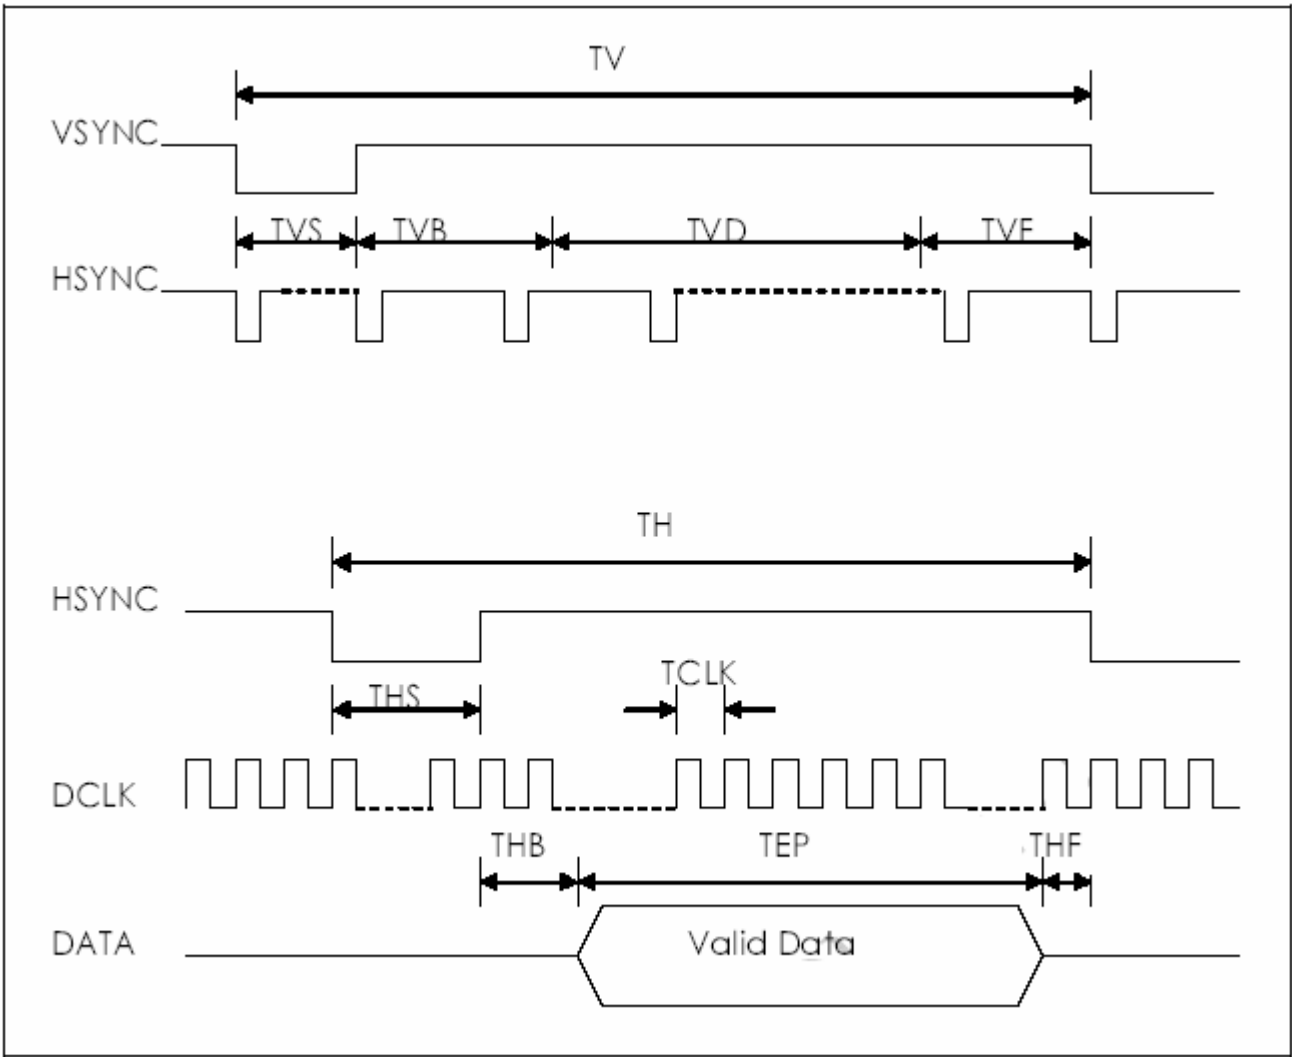 TV
VSYNC
TVS TVB TVD TVF
HSYNC
TH
HSYNC
TCLK
THS
DCLK
THB TEP THF
DATA Valid Data